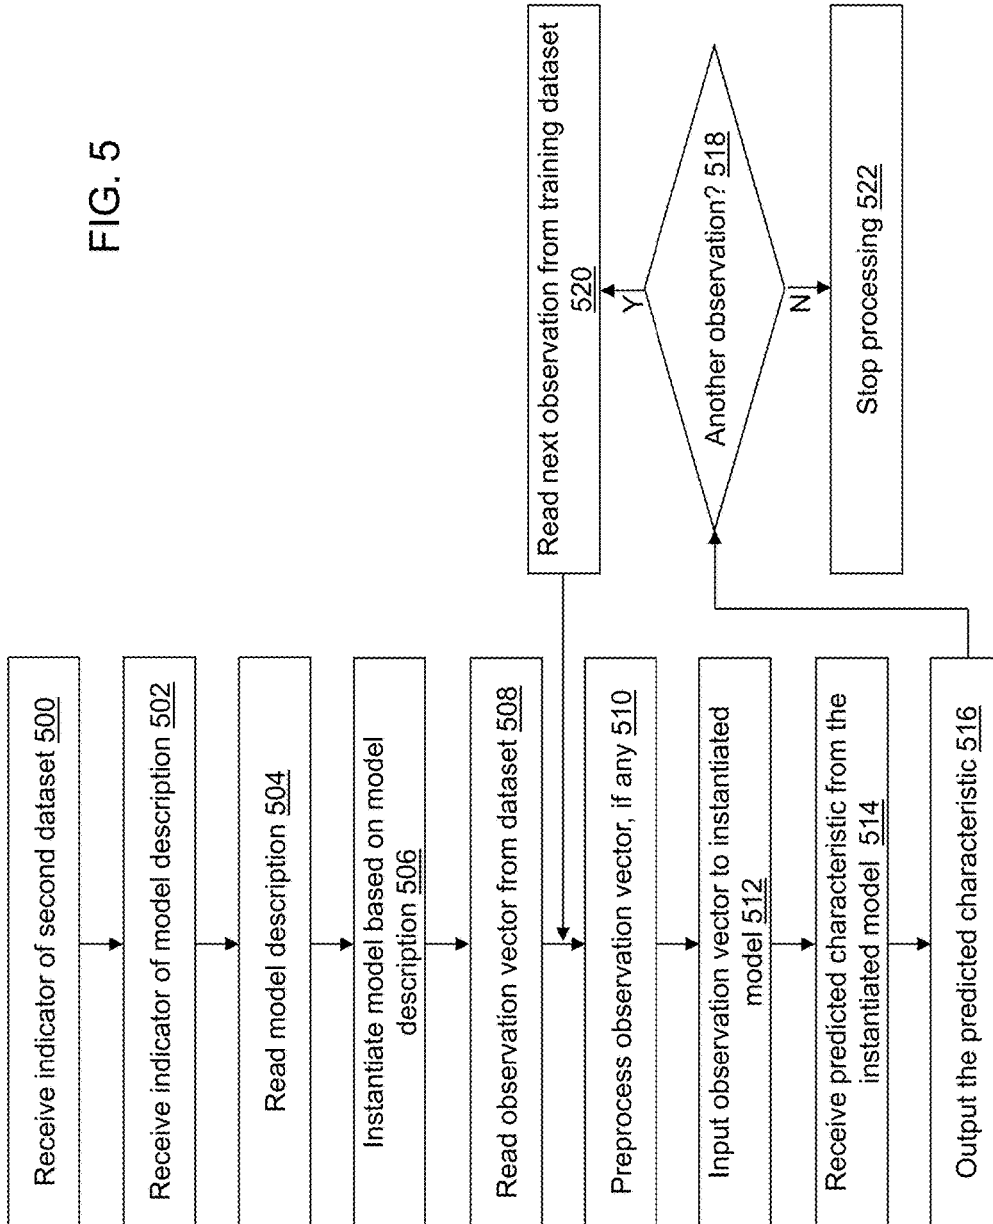 FIG. 5
Receive indicator of second dataset 500
Receive indicator of model description 502
Read model description 504
Instantiate model based on model
description 506
Read observation vector from dataset 508
Preprocess observation vector, if any 510
Input observation vector to instantiated
model 512
Receive predicted characteristic from the
instantiated model 514
Output the predicted characteristic 516
Read next observation from training dataset
520
Y
Another observation? 518
N
Stop processing 522